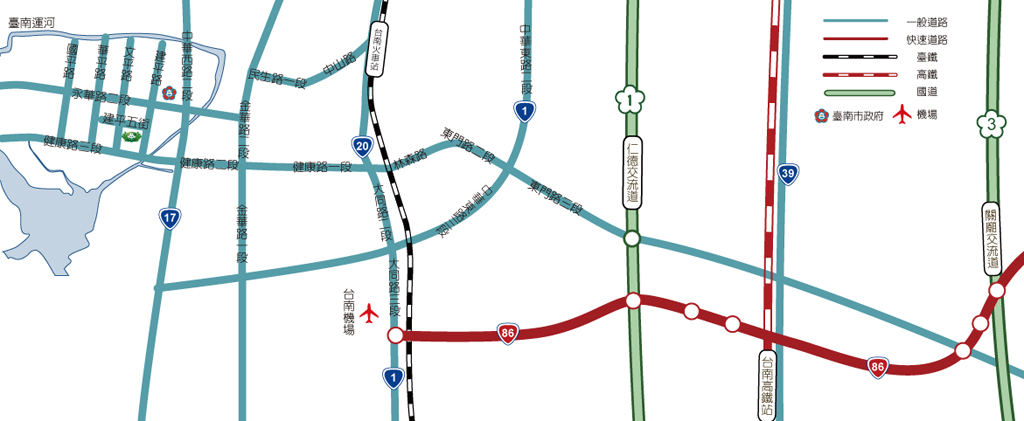 臺南運河
國平路
華平路
文平路
建平路
中華西路二段
永華路二段
建平五街
健康路三段
健康路二段
健康路一段
17
金華路二段
金華路一段
民生路一段
中山路
台南火車站
20
林森路
大同路一段
大同路二段
東門路二段
東門路三段
中華東路二段
1
台南機場
1
86
1
仁德交流道
39
台南高鐵站
86
3
關廟交流道
一般道路
快速道路
臺鐵
高鐵
國道
臺南市政府
機場